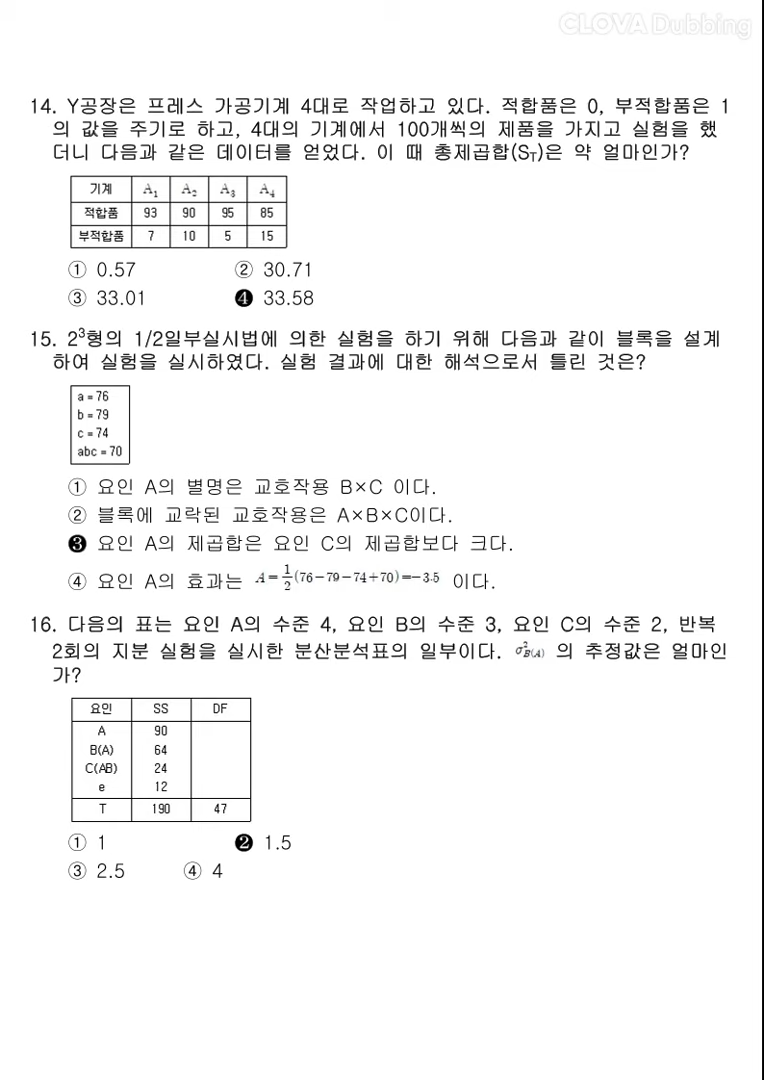 CLOVA Dubbing
14. Y공장은 프레스 가공기계 4대로 작업하고 있다. 적합품은 0, 부적합품은 1
의 값을 주기로 하고, 4대의 기계에서 100개씩의 제품을 가지고 실험을 했
더니 다음과 같은 데이터를 얻었다. 이 때 총제곱합(S_T)은 약 얼마인가?
기계 A₁ A₂ A₃ A₄
적합품 93 90 95 85
부적합품 7 10 5 15
① 0.57 ② 30.71
③ 33.01 ❹ 33.58
15. 2³형의 1/2일부실시법에 의한 실험을 하기 위해 다음과 같이 블록을 설계
하여 실험을 실시하였다. 실험 결과에 대한 해석으로서 틀린 것은?
a = 76
b = 79
c = 74
abc = 70
① 요인 A의 별명은 교호작용 B×C 이다.
② 블록에 교락된 교호작용은 A×B×C이다.
❸ 요인 A의 제곱합은 요인 C의 제곱합보다 크다.
④ 요인 A의 효과는 A=1/2(76-79-74+70)=-3.5 이다.
16. 다음의 표는 요인 A의 수준 4, 요인 B의 수준 3, 요인 C의 수준 2, 반복
2회의 지분 실험을 실시한 분산분석표의 일부이다. σ²_B(A) 의 추정값은 얼마인
가?
요인 SS DF
A 90
B(A) 64
C(AB) 24
e 12
T 190 47
① 1 ❷ 1.5
③ 2.5 ④ 4